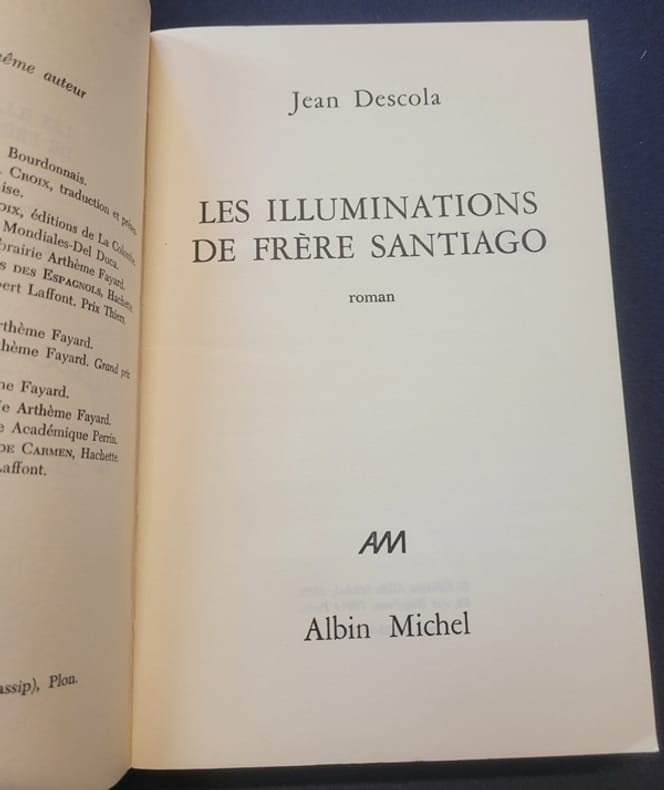 même auteur
Bourdonnais.
CROIX, traduction et
ise.
OIX, éditions de La Colombe.
Mondiales-Del Duca.
brairie Arthème Fayard.
S DES ESPAGNOLS, Hachette.
ert Laffont. Prix Thiers.
rthème Fayard.
hème Fayard. Grand prix
ne Fayard.
e Arthème Fayard.
e Académique Perrin.
DE CARMEN, Hachette.
affont.
assip), Plon.
Jean Descola
LES ILLUMINATIONS
DE FRÈRE SANTIAGO
roman
AM
Albin Michel